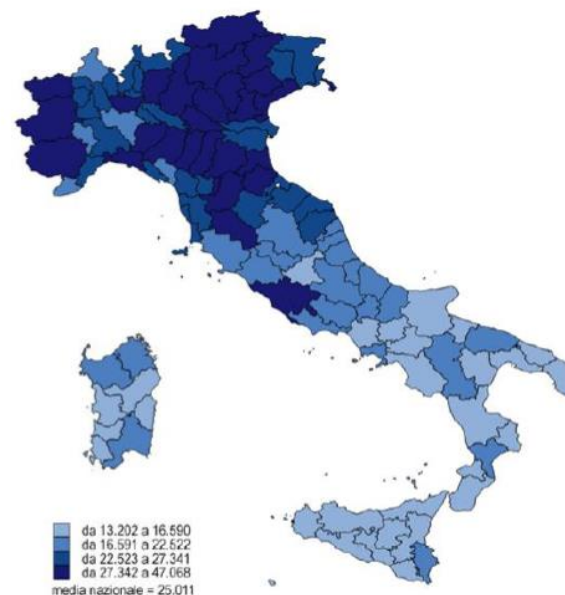 da 13.202 a 16.590
da 16.591 a 22.522
da 22.523 a 27.341
da 27.342 a 47.068
media nazionale = 25.011